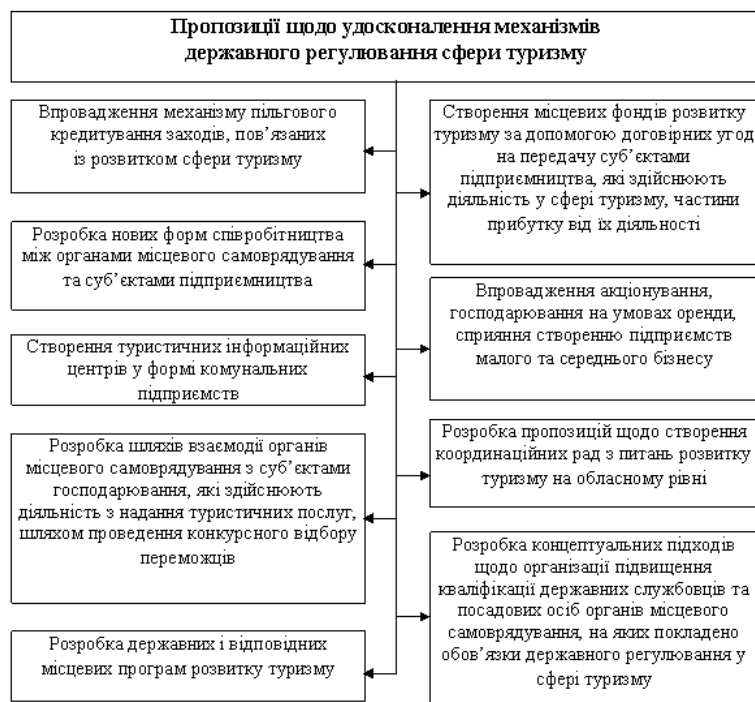 Пропозиції щодо удосконалення механізмів
державного регулювання сфери туризму
Впровадження механізму пільгового
кредитування заходів, пов’язаних
із розвитком сфери туризму
Розробка нових форм співробітництва
між органами місцевого самоврядування
та суб’єктами підприємництва
Створення туристичних інформаційних
центрів у формі комунальних
підприємств
Розробка шляхів взаємодії органів
місцевого самоврядування з суб’єктами
господарювання, які здійснюють
діяльність з надання туристичних послуг,
шляхом проведення конкурсного відбору
переможців
Розробка державних і відповідних
місцевих програм розвитку туризму
Створення місцевих фондів розвитку
туризму за допомогою договірних угод
на передачу суб’єктами
підприємництва, які здійснюють
діяльність у сфері туризму, частини
прибутку від їх діяльності
Впровадження акціонування,
господарювання на умовах оренди,
сприяння створенню підприємств
малого та середнього бізнесу
Розробка пропозицій щодо створення
координаційних рад з питань розвитку
туризму на обласному рівні
Розробка концептуальних підходів
щодо організації підвищення
кваліфікації державних службовців та
посадових осіб органів місцевого
самоврядування, на яких покладено
обов’язки державного регулювання у
сфері туризму